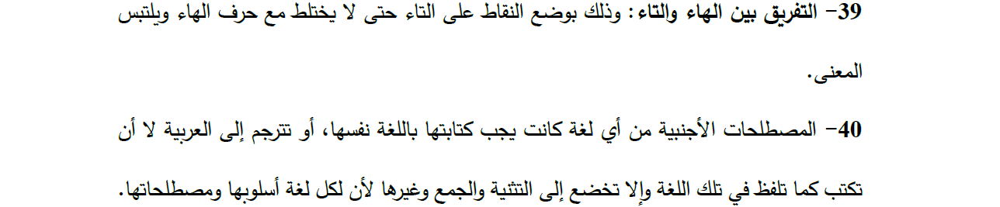 39- التفريق بين الهاء والتاء: وذلك بوضع النقاط على التاء حتى لا يختلط مع حرف الهاء ويلتبس
المعنى.
40- المصطلحات الأجنبية من أي لغة كانت يجب كتابتها باللغة نفسها، أو تترجم إلى العربية لا أن
تكتب كما تلفظ في تلك اللغة وإلا تخضع إلى التثنية والجمع وغيرها لأن لكل لغة أسلوبها ومصطلحاتها.